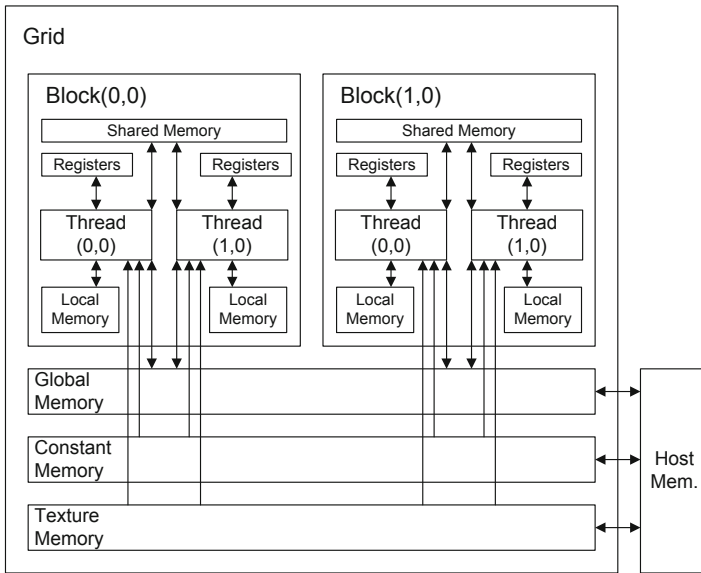 Grid
Block(0,0)
Shared Memory
Registers
Registers
Thread
(0,0)
Thread
(1,0)
Local
Memory
Local
Memory
Block(1,0)
Shared Memory
Registers
Registers
Thread
(0,0)
Thread
(1,0)
Local
Memory
Local
Memory
Global
Memory
Constant
Memory
Texture
Memory
Host
Mem.